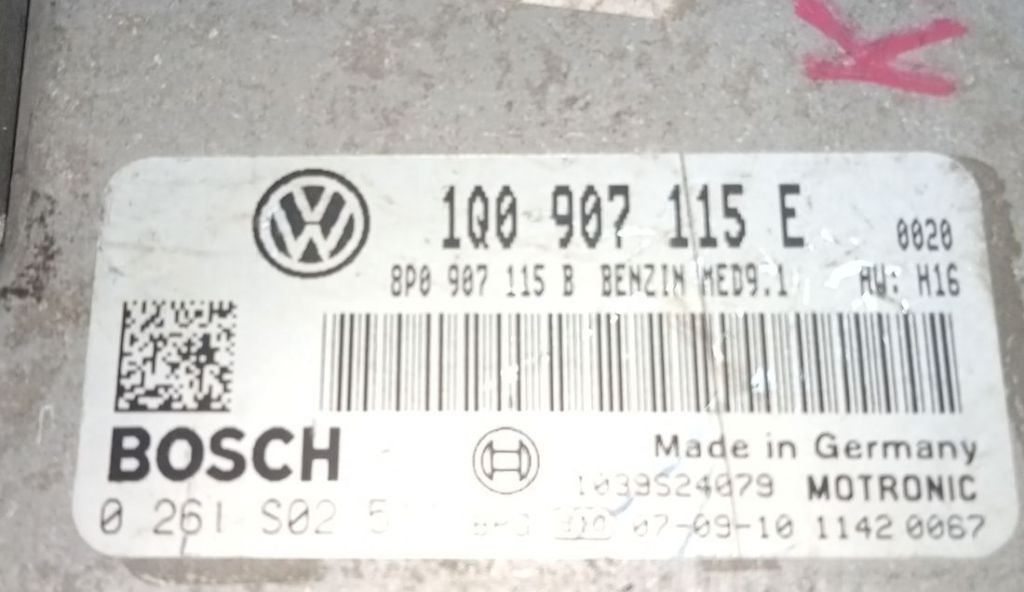 K
1Q0 907 115 E 0020
8P0 907 115 B BENZIN MED9.1 AW: H16
BOSCH
Made in Germany
1039S24079 MOTRONIC
0 261 S02 07-09-10 1142 0067